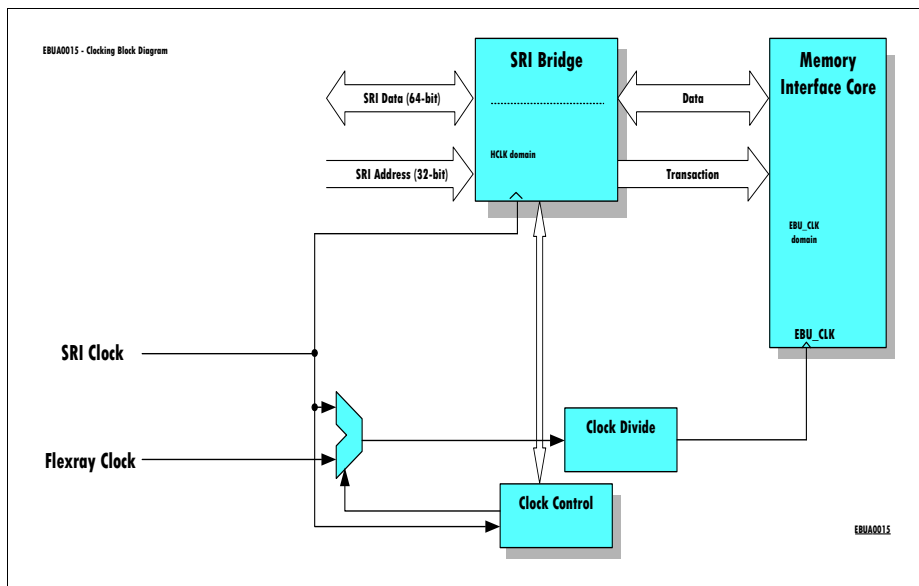 EBUA0015 - Clocking Block Diagram
SRI Bridge
Memory
Interface Core
SRI Data (64-bit)
Data
HCLK domain
SRI Address (32-bit)
Transaction
EBU_CLK
domain
EBU_CLK
SRI Clock
Clock Divide
Flexray Clock
Clock Control
EBUA0015